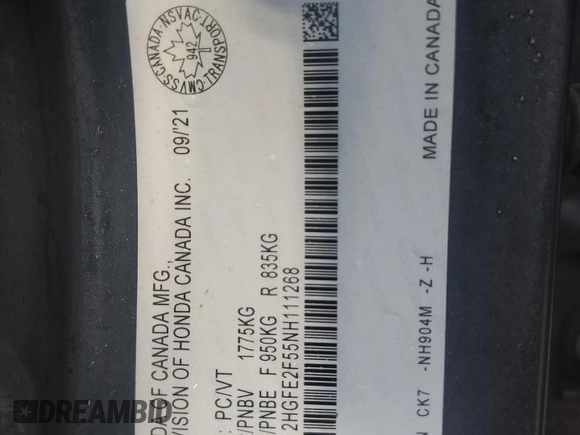 DA OF CANADA MFG.,
VISION OF HONDA CANADA INC. 09/'21
: PC/VT
/PNBV 1775KG
/PNBE F 950KG R 835KG
2HGFE2F55NH111268
N CK7 -NH904M -Z -H
MADE IN CANADA
CMVSS·CANADA·NSVAC
942
TRANSPORT
DREAMBID